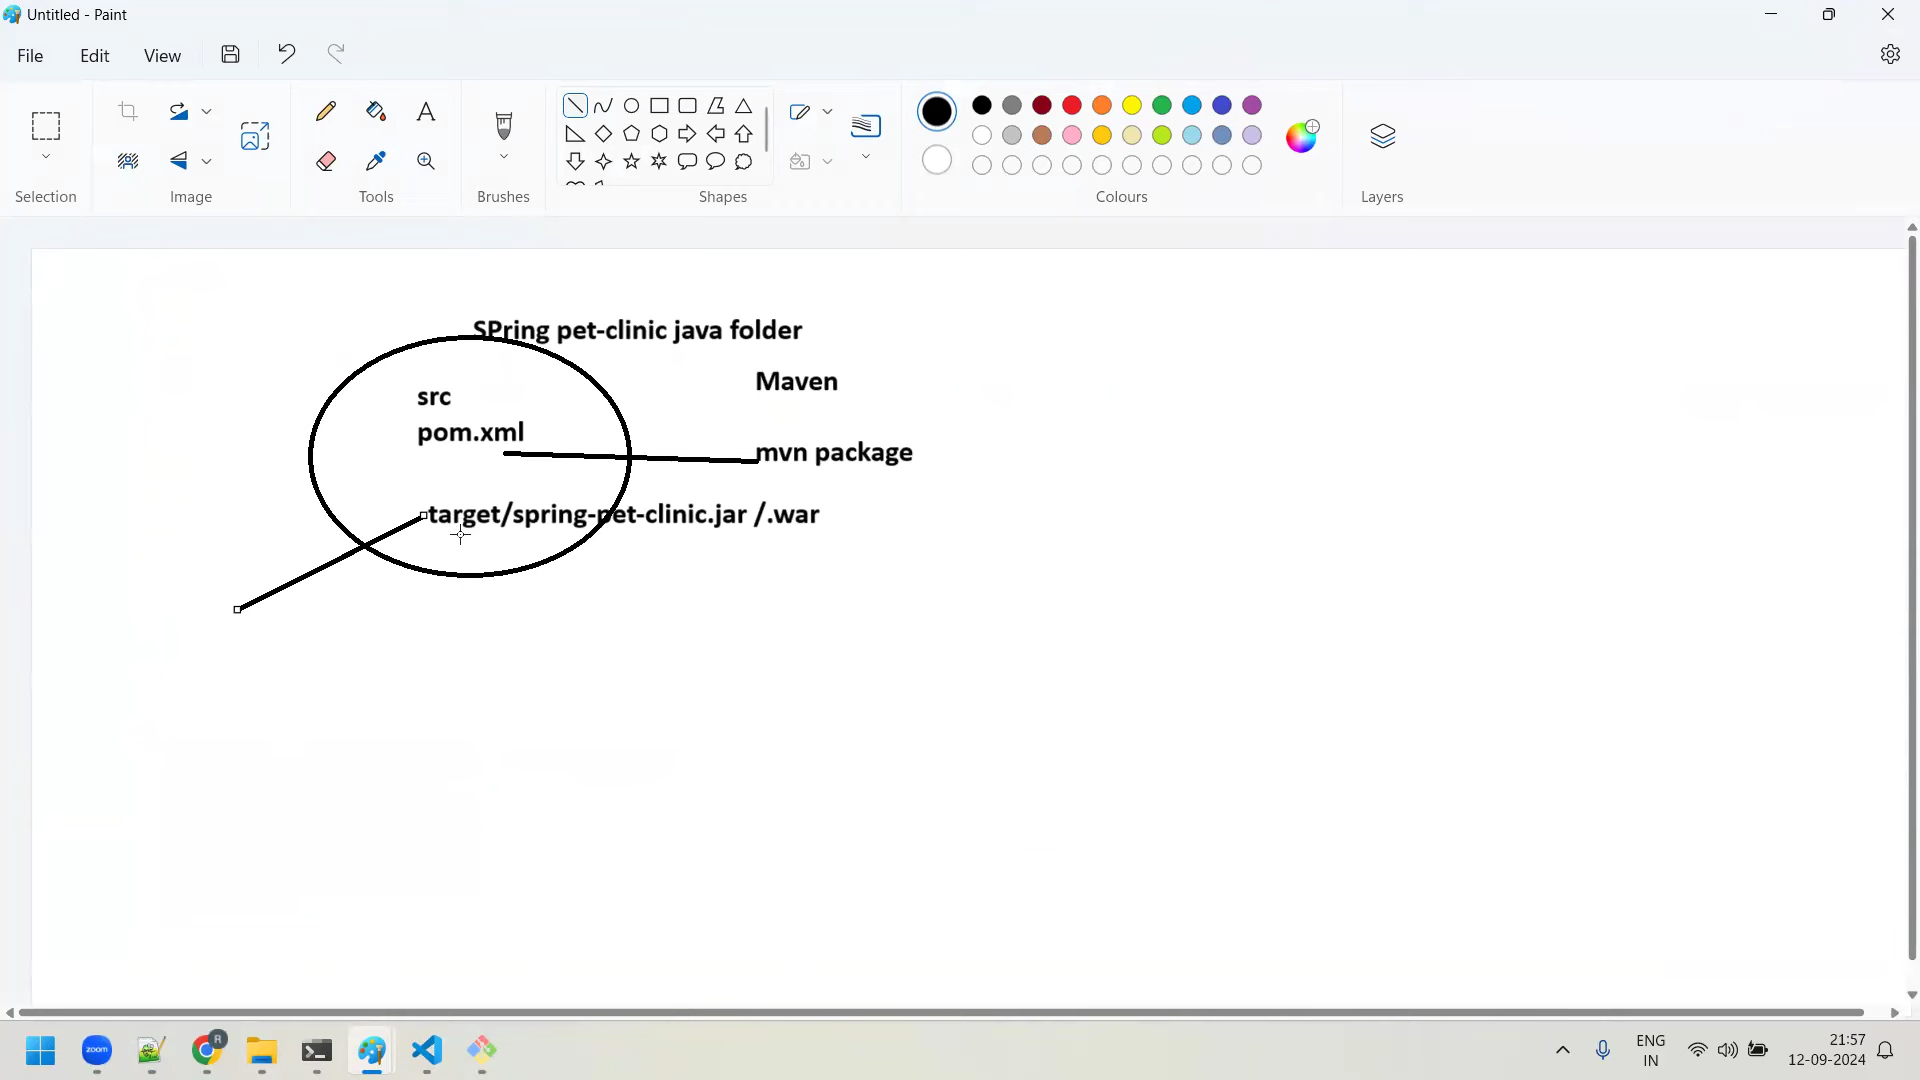 Untitled - Paint
File Edit View
Selection Image Tools Brushes Shapes Colours Layers
SPring pet-clinic java folder
Maven
src
pom.xml
mvn package
target/spring-pet-clinic.jar /.war
zoom
R
ENG
IN
21:57
12-09-2024